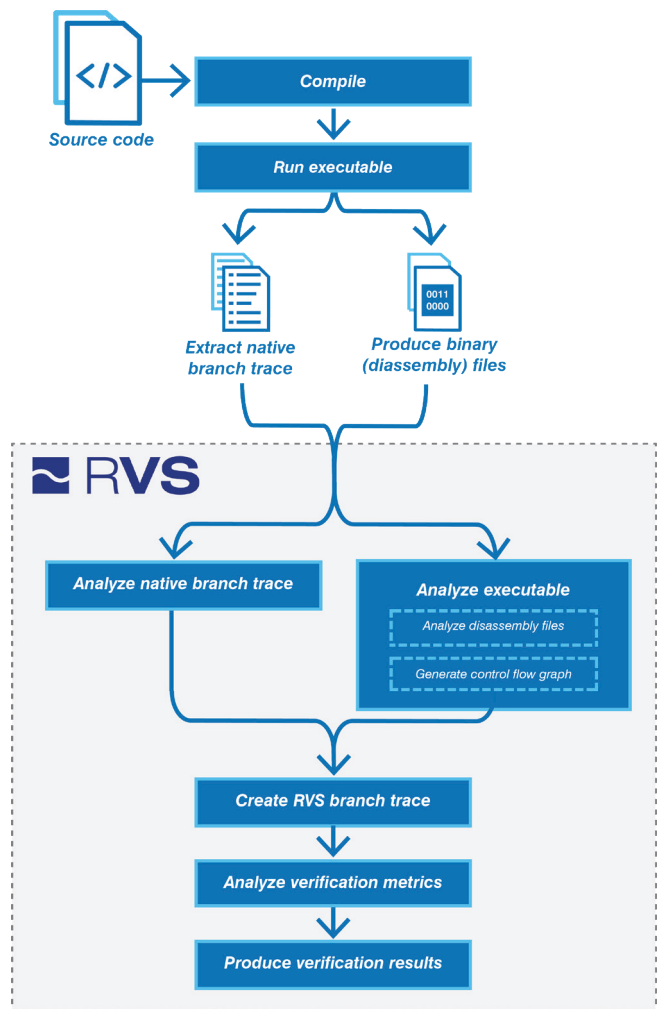 </>
Source code
Compile
Run executable
Extract native
branch trace
0011
0000
Produce binary
(diassembly) files
RVS
Analyze native branch trace
Analyze executable
Analyze disassembly files
Generate control flow graph
Create RVS branch trace
Analyze verification metrics
Produce verification results